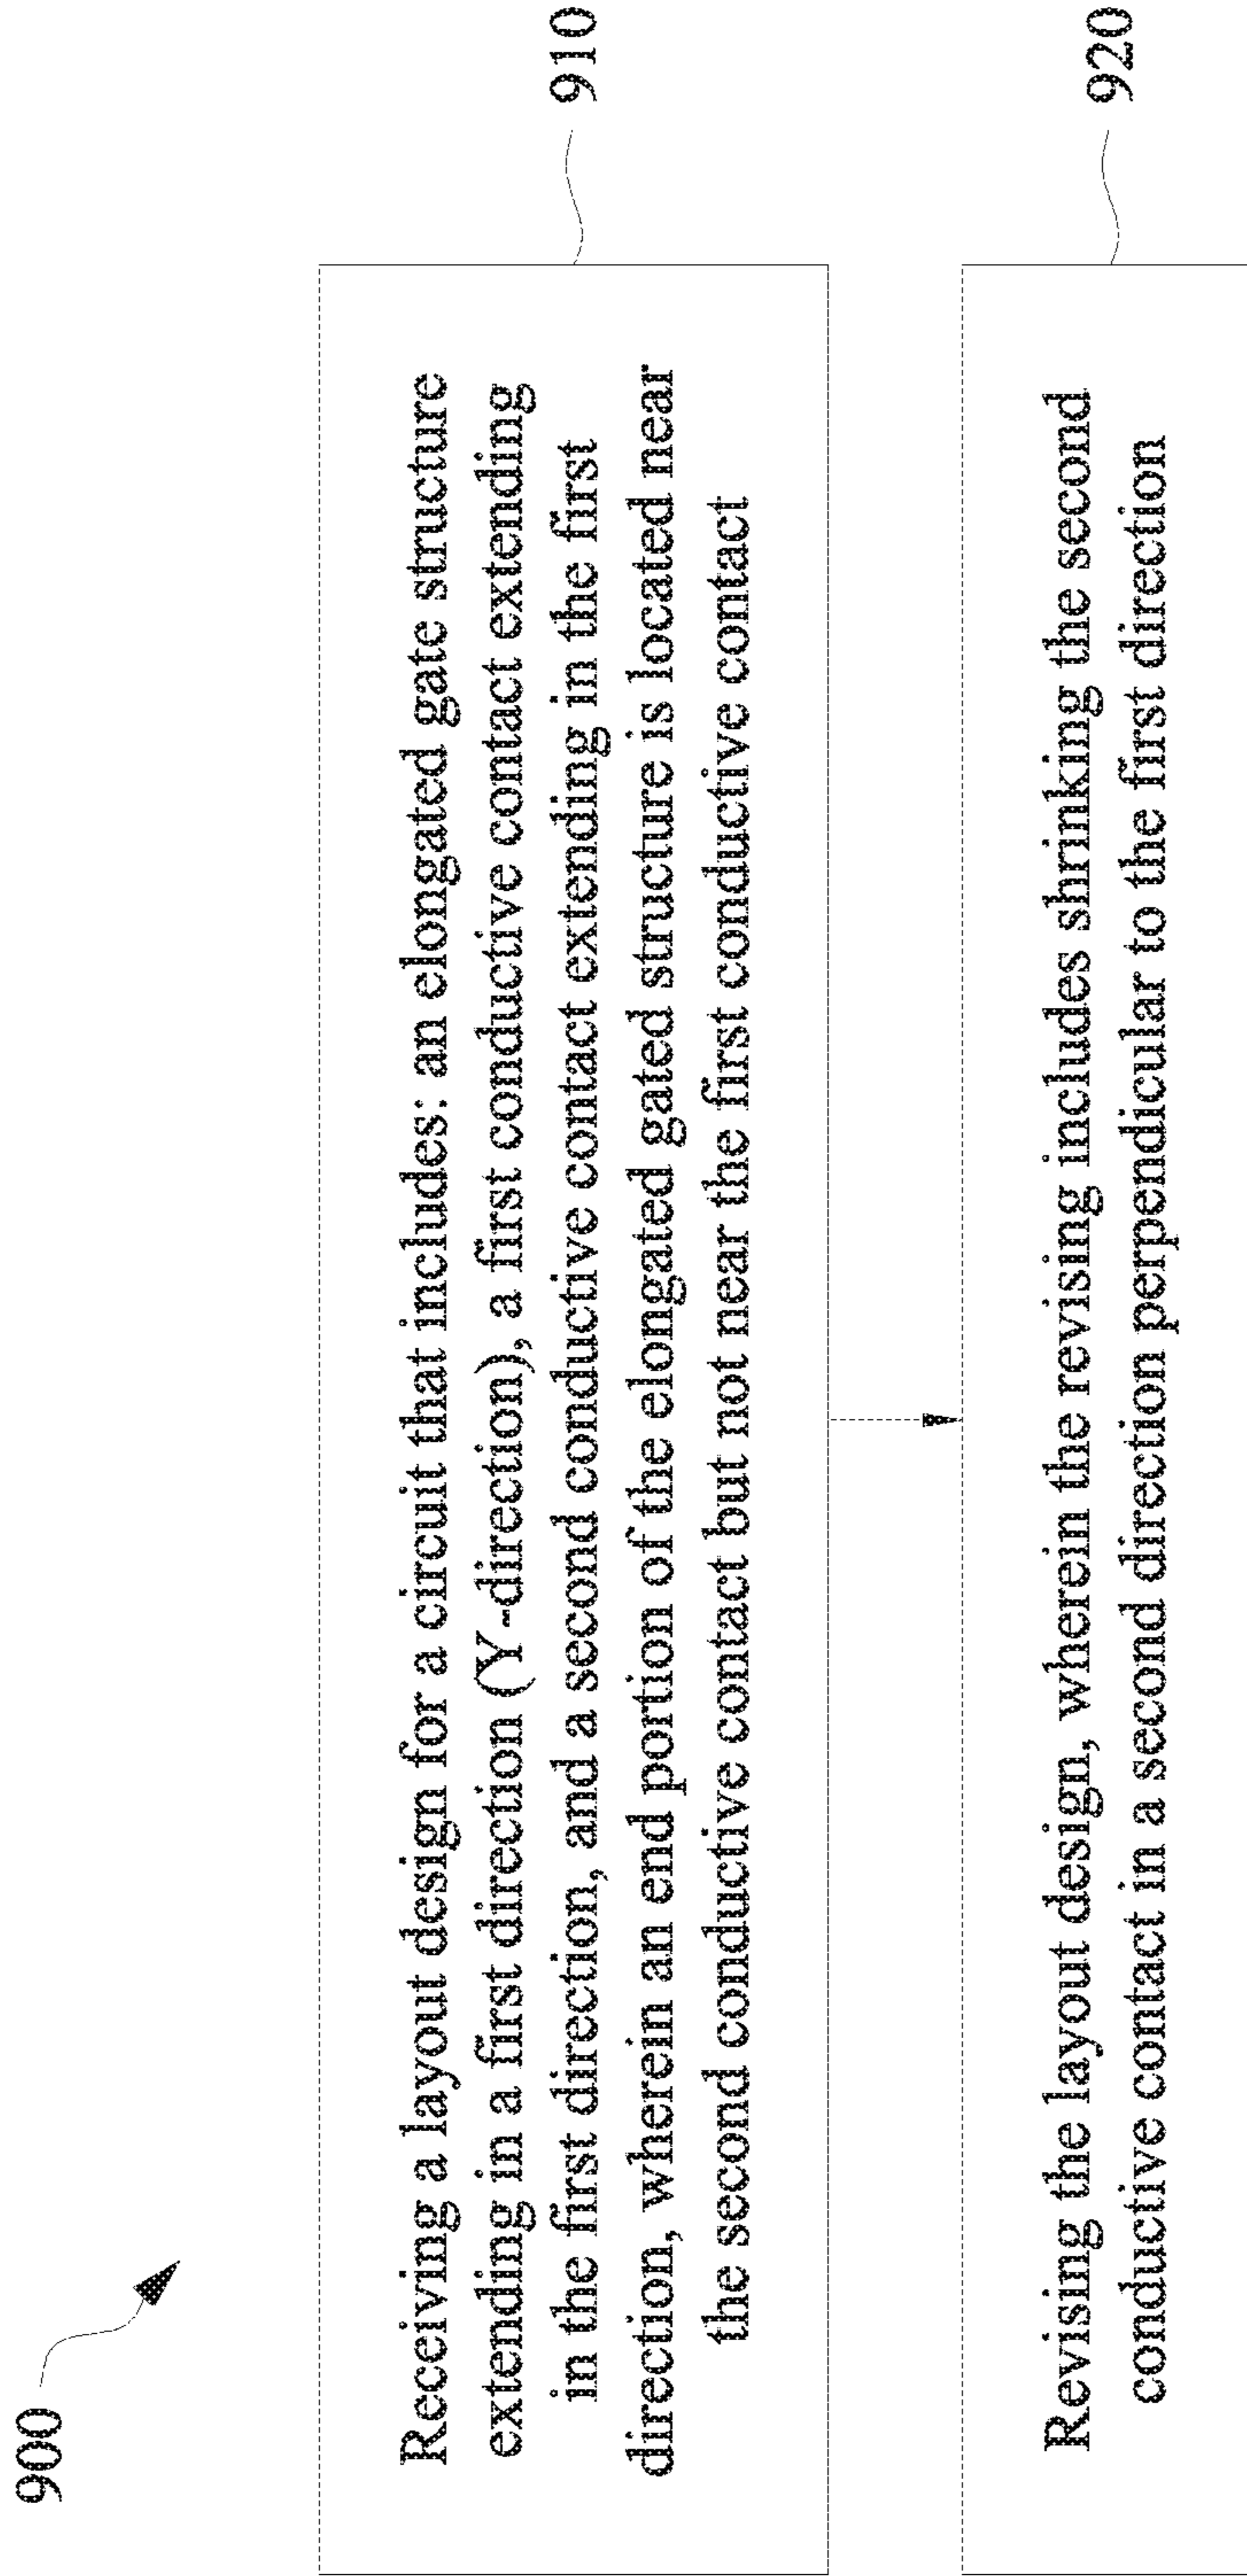 900
Receiving a layout design for a circuit that includes: an elongated gate structure
extending in a first direction (Y-direction), a first conductive contact extending
in the first direction, and a second conductive contact extending in the first
direction, wherein an end portion of the elongated gated structure is located near
the second conductive contact but not near the first conductive contact
910
Revising the layout design, wherein the revising includes shrinking the second
conductive contact in a second direction perpendicular to the first direction
920